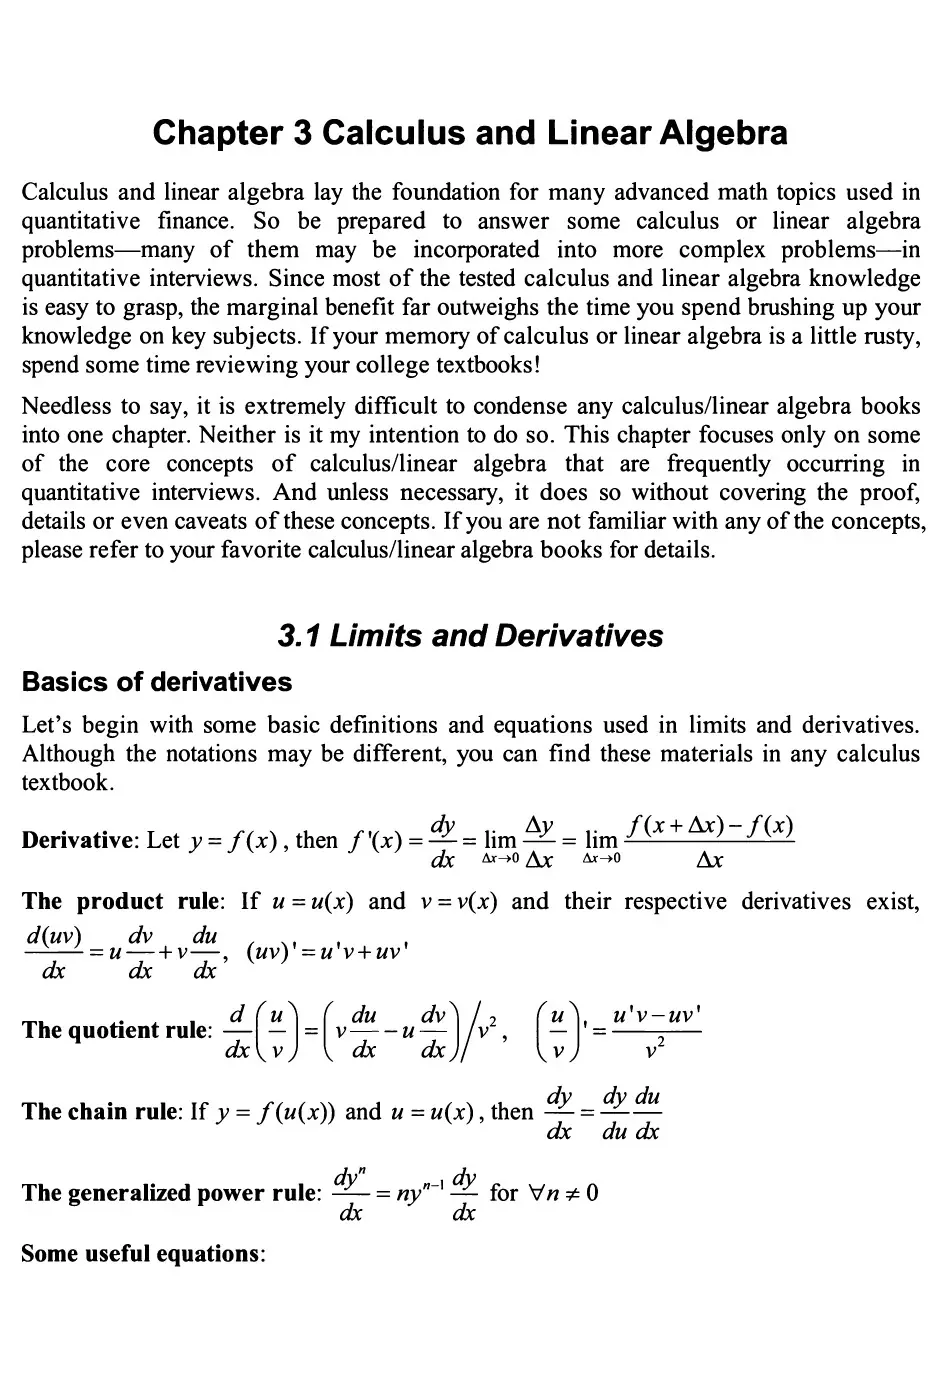 Chapter 3 Calculus and Linear Algebra
Calculus and linear algebra lay the foundation for many advanced math topics used in
quantitative finance. So be prepared to answer some calculus or linear algebra
problems—many of them may be incorporated into more complex problems—in
quantitative interviews. Since most of the tested calculus and linear algebra knowledge
is easy to grasp, the marginal benefit far outweighs the time you spend brushing up your
knowledge on key subjects. If your memory of calculus or linear algebra is a little rusty,
spend some time reviewing your college textbooks!
Needless to say, it is extremely difficult to condense any calculus/linear algebra books
into one chapter. Neither is it my intention to do so. This chapter focuses only on some
of the core concepts of calculus/linear algebra that are frequently occurring in
quantitative interviews. And unless necessary, it does so without covering the proof,
details or even caveats of these concepts. If you are not familiar with any of the concepts,
please refer to your favorite calculus/linear algebra books for details.
3.1 Limits and Derivatives
Basics of derivatives
Let's begin with some basic definitions and equations used in limits and derivatives.
Although the notations may be different, you can find these materials in any calculus
textbook.
Derivative: Let y = f(x), then f'(x) = dy/dx = lim Δx→0 Δy/Δx = lim Δx→0 (f(x+Δx)−f(x))/Δx
The product rule: If u = u(x) and v = v(x) and their respective derivatives exist,
d(uv)/dx = u dv/dx + v du/dx, (uv)' = u'v + uv'
The quotient rule: d/dx (u/v) = (v du/dx − u dv/dx)/v², (u/v)' = (u'v − uv')/v²
The chain rule: If y = f(u(x)) and u = u(x), then dy/dx = dy/du du/dx
The generalized power rule: dyⁿ/dx = nyⁿ⁻¹ dy/dx for ∀n ≠ 0
Some useful equations: